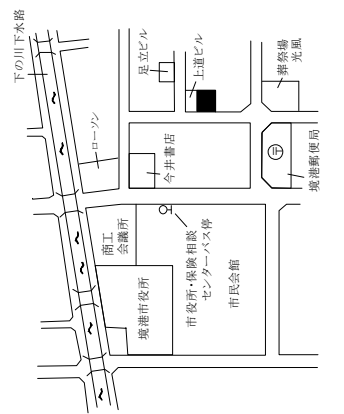 下の川下水路
ローソン
足立ビル
上道ビル
葬祭場
光風
今井書店
境港郵便局
商工
会議所
市役所・保険相談
センターバス停
境港市役所
市民会館